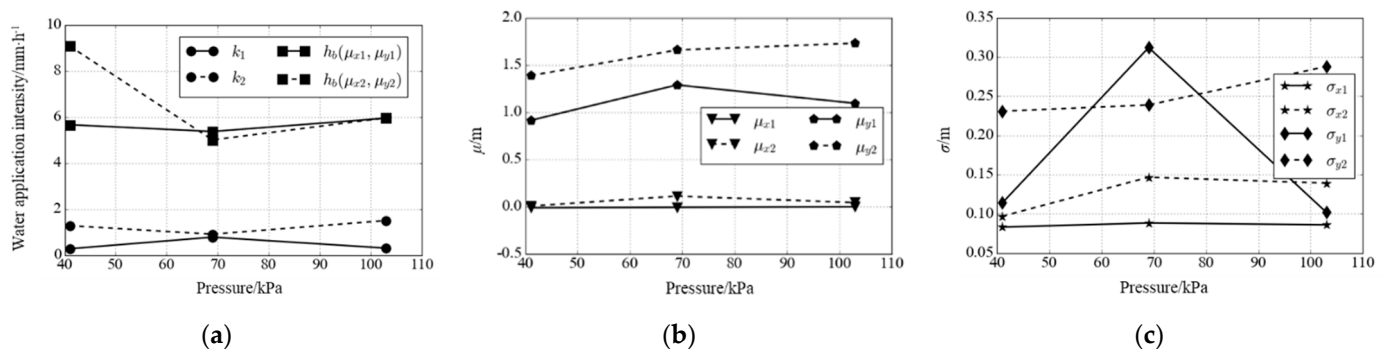 Water application intensity/mm·h⁻¹
10
8
6
4
2
0
k₁
k₂
h_b(μ_x1, μ_y1)
h_b(μ_x2, μ_y2)
40 50 60 70 80 90 100 110
Pressure/kPa
(a)
μ/m
2.0
1.5
1.0
0.5
0.0
-0.5
μ_x1
μ_x2
μ_y1
μ_y2
40 50 60 70 80 90 100 110
Pressure/kPa
(b)
σ/m
0.35
0.30
0.25
0.20
0.15
0.10
0.05
σ_x1
σ_x2
σ_y1
σ_y2
40 50 60 70 80 90 100 110
Pressure/kPa
(c)